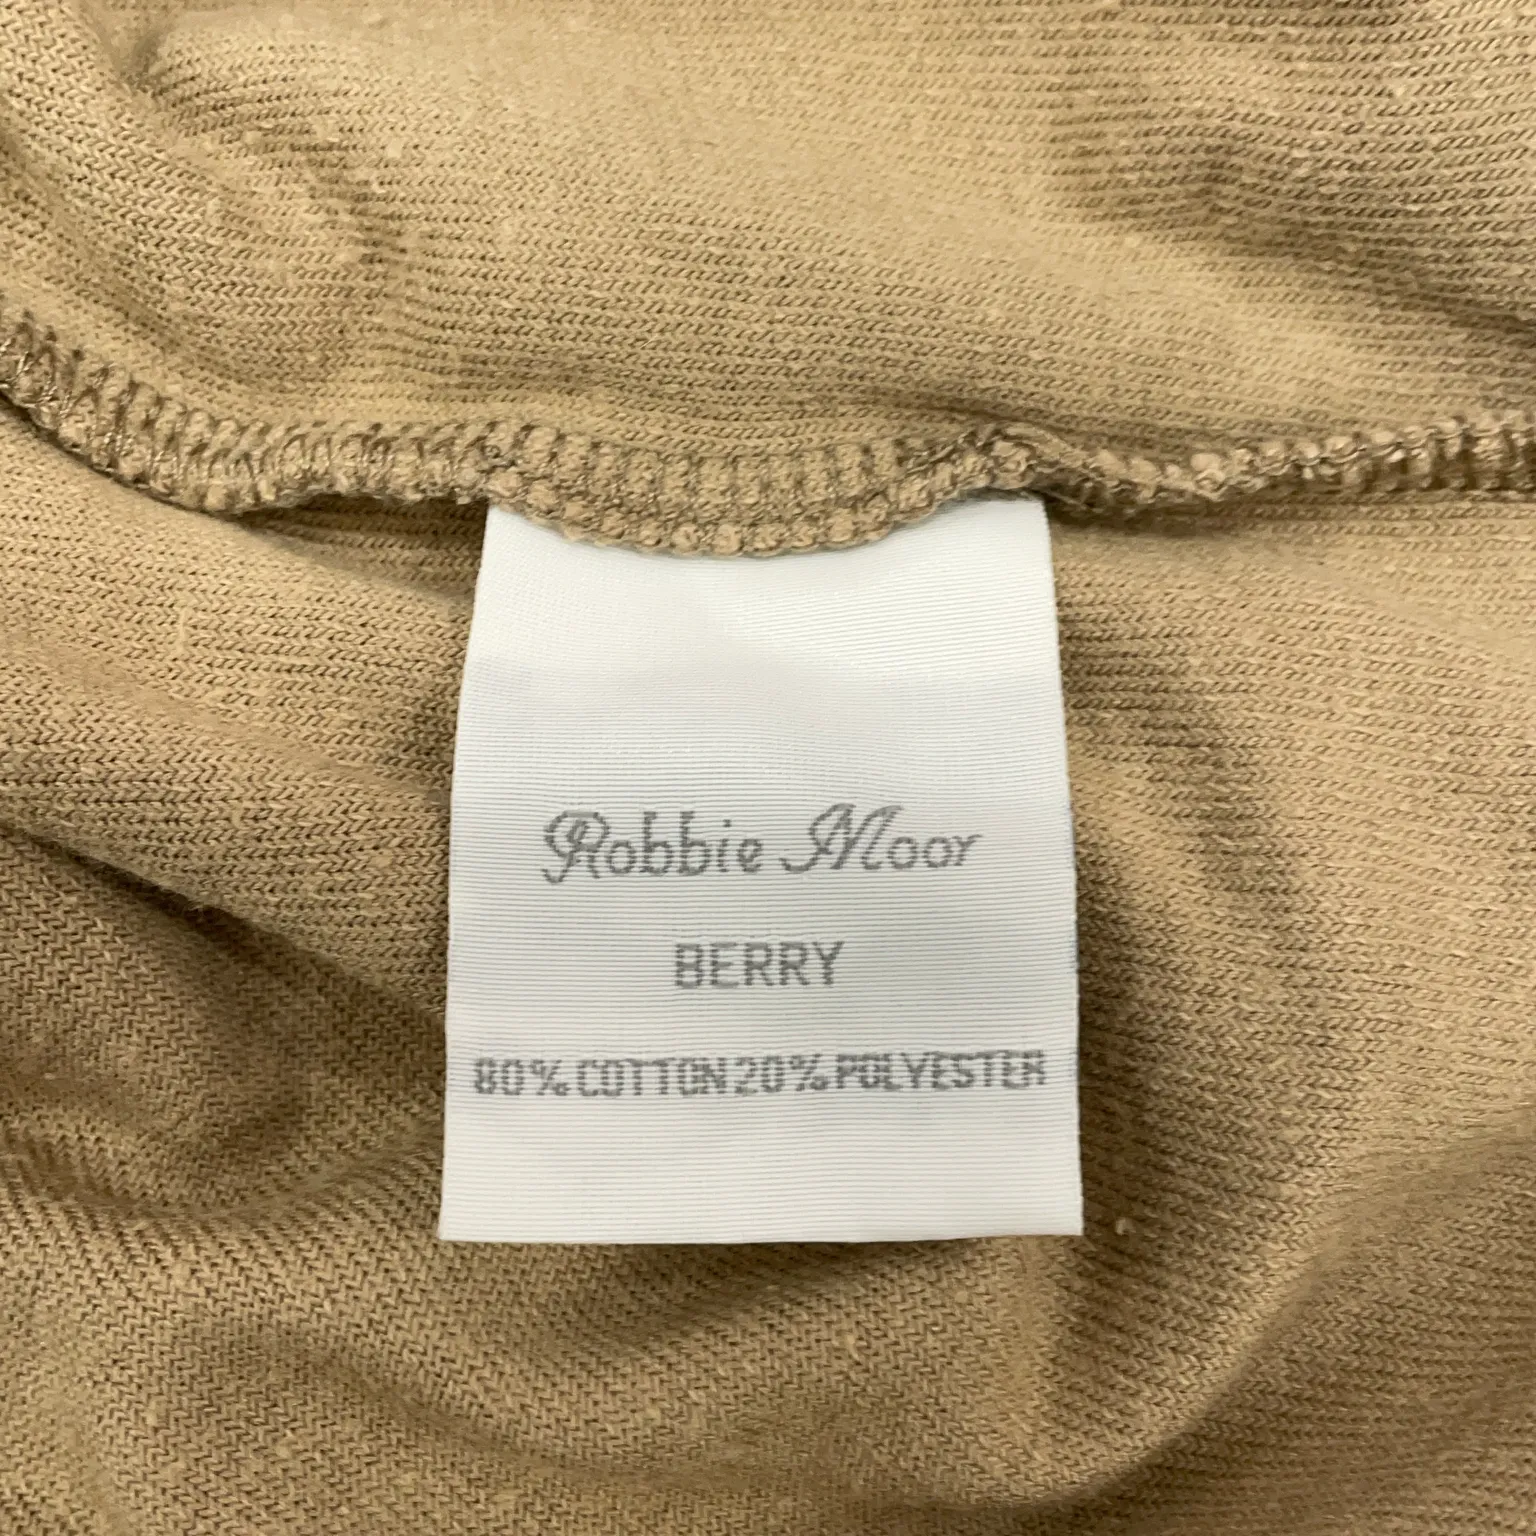 Robbie Moor
BERRY
80% COTTON 20% POLYESTER